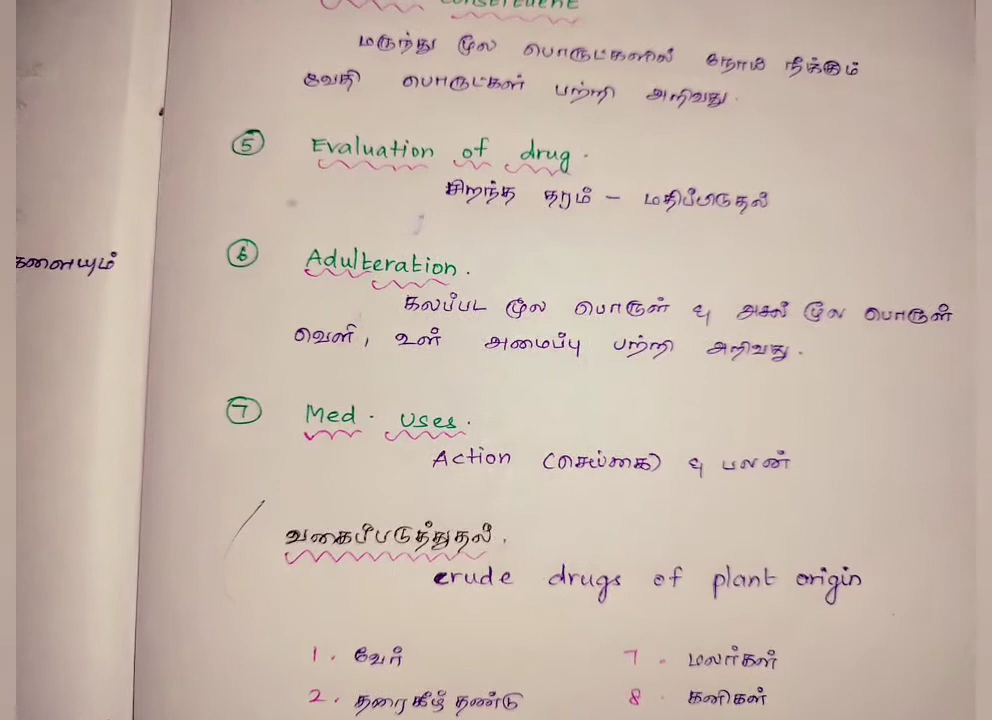 constituent
மருந்து மூல பொருட்களில் நோய் நீக்கும்
வேதி பொருட்கள் பற்றி அறிவது.
⑤ Evaluation of drug.
சிறந்த தரம் - மதிப்பிடுதல்
களையும்
⑥ Adulteration.
கலப்பட மூல பொருள் & அசல் மூல பொருள்
வெளி, உள் அமைப்பு பற்றி அறிவது.
⑦ Med. Uses.
Action (செய்கை) & பலன்
வகைப்படுத்துதல்.
crude drugs of plant origin
1. வேர்
7. மலர்கள்
2. தரைகீழ் தண்டு
8 கனிகள்